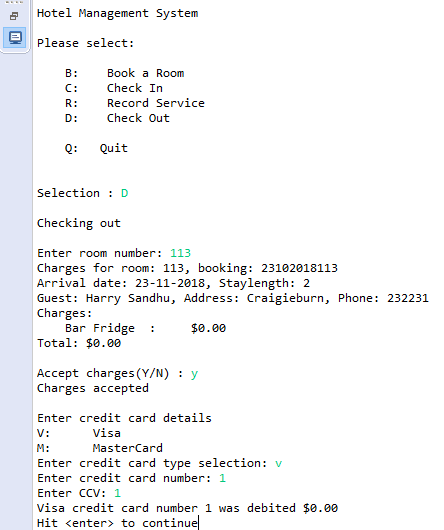 Hotel Management System
Please select:
B: Book a Room
C: Check In
R: Record Service
D: Check Out
Q: Quit
Selection : D
Checking out
Enter room number: 113
Charges for room: 113, booking: 23102018113
Arrival date: 23-11-2018, Staylength: 2
Guest: Harry Sandhu, Address: Craigieburn, Phone: 232231
Charges:
Bar Fridge : $0.00
Total: $0.00
Accept charges(Y/N) : y
Charges accepted
Enter credit card details
V: Visa
M: MasterCard
Enter credit card type selection: v
Enter credit card number: 1
Enter CCV: 1
Visa credit card number 1 was debited $0.00
Hit <enter> to continue